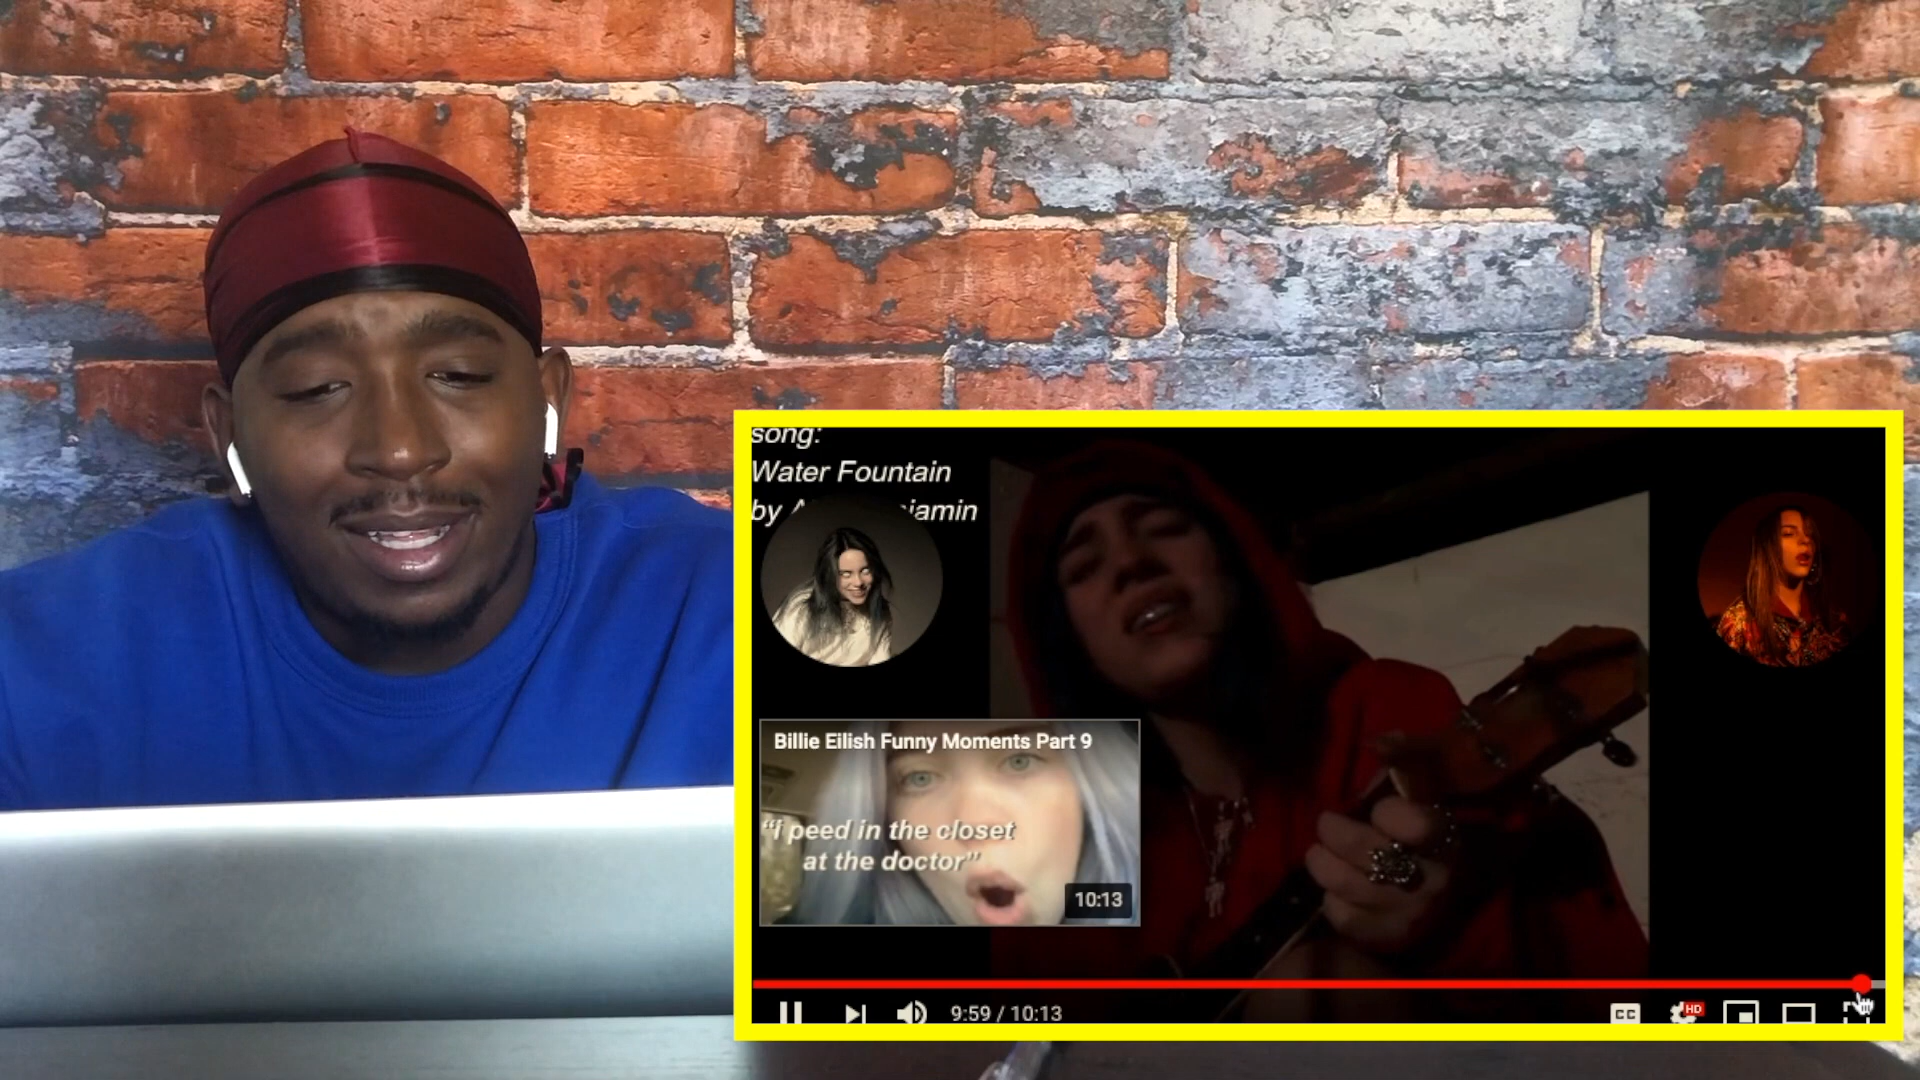 song:
Water Fountain
by
Billie Eilish Funny Moments Part 9
"i peed in the closet
at the doctor"
10:13
9:59 / 10:13
CC
HD